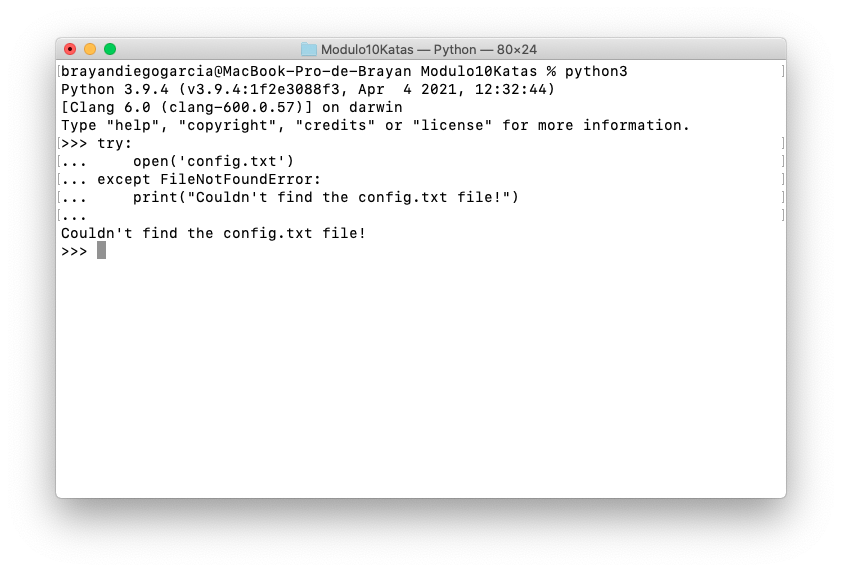 Modulo10Katas — Python — 80×24
[brayandiegogarcia@MacBook-Pro-de-Brayan Modulo10Katas % python3 ]
Python 3.9.4 (v3.9.4:1f2e3088f3, Apr  4 2021, 12:32:44)
[Clang 6.0 (clang-600.0.57)] on darwin
Type "help", "copyright", "credits" or "license" for more information.
[>>> try: ]
[...     open('config.txt') ]
[... except FileNotFoundError: ]
[...     print("Couldn't find the config.txt file!") ]
[... ]
Couldn't find the config.txt file!
>>>